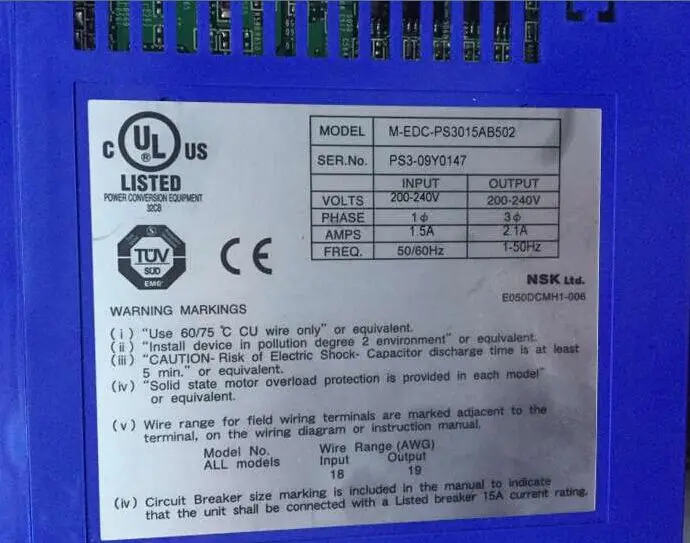 C UL ® US
LISTED
POWER CONVERSION EQUIPMENT
32C8
MODEL M-EDC-PS3015AB502
SER.No. PS3-09Y0147
INPUT OUTPUT
VOLTS 200-240V 200-240V
PHASE 1φ 3φ
AMPS 1.5A 2.1A
FREQ. 50/60Hz 1-50Hz
TÜV
SÜD
CE
NSK Ltd.
E050DCMH1-006
WARNING MARKINGS
(i) "Use 60/75 ℃ CU wire only" or equivalent.
(ii) "Install device in pollution degree 2 environment" or equivalent.
(iii) "CAUTION- Risk of Electric Shock- Capacitor discharge time is at least
5 min." or equivalent.
(iv) "Solid state motor overload protection is provided in each model"
or equivalent.
(v) Wire range for field wiring terminals are marked adjacent to the
terminal, on the wiring diagram or instruction manual.
Model No. Wire Range (AWG)
ALL models Input Output
18 19
(iv) Circuit Breaker size marking is included in the manual to indicate
that the unit shall be connected with a Listed breaker 15A current rating.